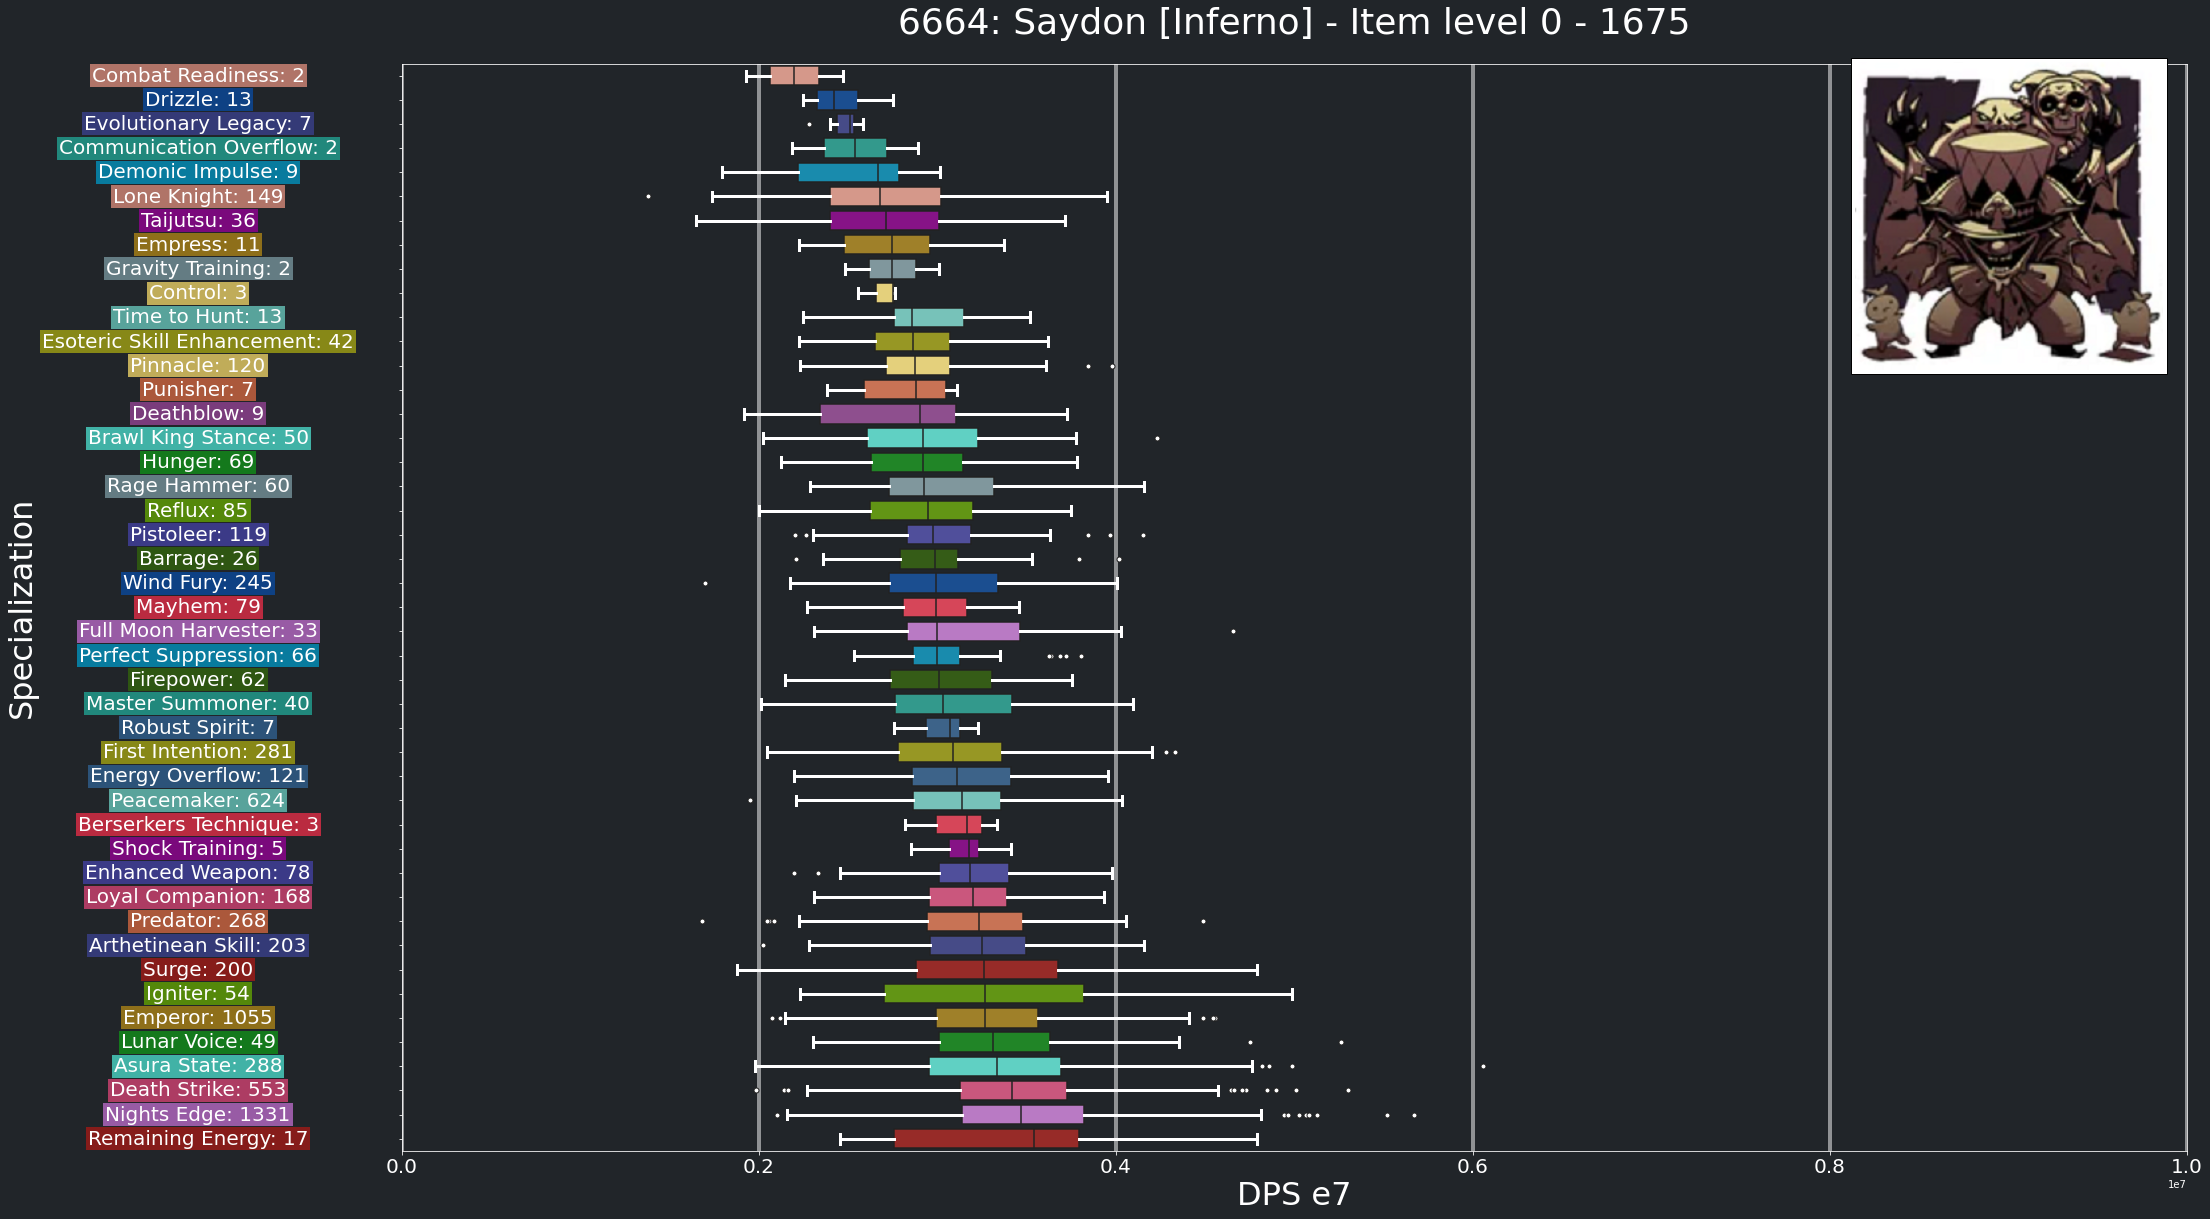 6664: Saydon [Inferno] - Item level 0 - 1675
Combat Readiness: 2
Drizzle: 13
Evolutionary Legacy: 7
Communication Overflow: 2
Demonic Impulse: 9
Lone Knight: 149
Taijutsu: 36
Empress: 11
Gravity Training: 2
Control: 3
Time to Hunt: 13
Esoteric Skill Enhancement: 42
Pinnacle: 120
Punisher: 7
Deathblow: 9
Brawl King Stance: 50
Hunger: 69
Rage Hammer: 60
Reflux: 85
Pistoleer: 119
Barrage: 26
Wind Fury: 245
Mayhem: 79
Full Moon Harvester: 33
Perfect Suppression: 66
Firepower: 62
Master Summoner: 40
Robust Spirit: 7
First Intention: 281
Energy Overflow: 121
Peacemaker: 624
Berserkers Technique: 3
Shock Training: 5
Enhanced Weapon: 78
Loyal Companion: 168
Predator: 268
Arthetinean Skill: 203
Surge: 200
Igniter: 54
Emperor: 1055
Lunar Voice: 49
Asura State: 288
Death Strike: 553
Nights Edge: 1331
Remaining Energy: 17
Specialization
0.0 0.2 0.4 0.6 0.8 1.0
1e7
DPS e7